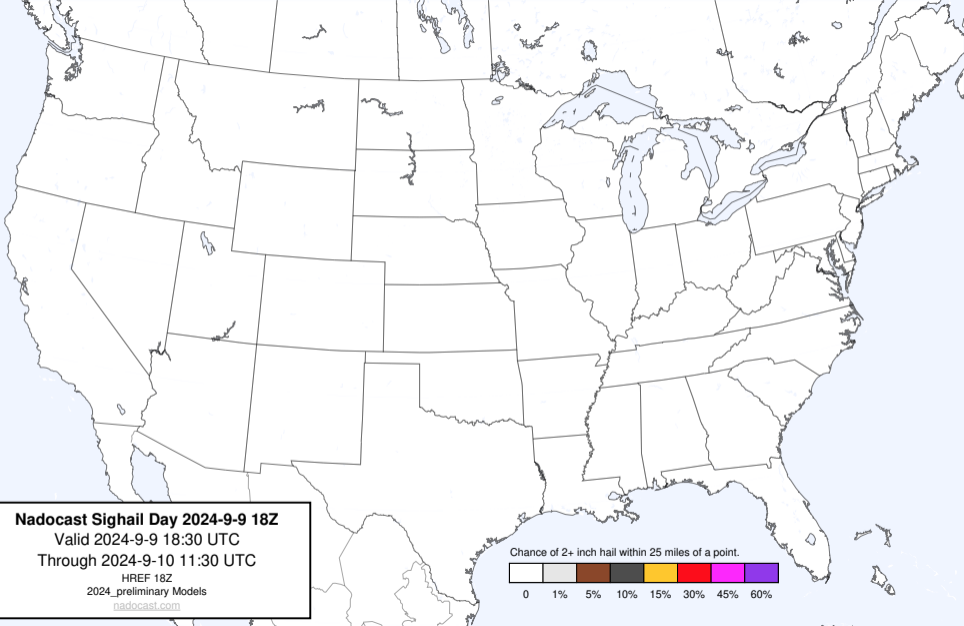 Nadocast Sighail Day 2024-9-9 18Z
Valid 2024-9-9 18:30 UTC
Through 2024-9-10 11:30 UTC
HREF 18Z
2024_preliminary Models
nadocast.com
Chance of 2+ inch hail within 25 miles of a point.
0 1% 5% 10% 15% 30% 45% 60%